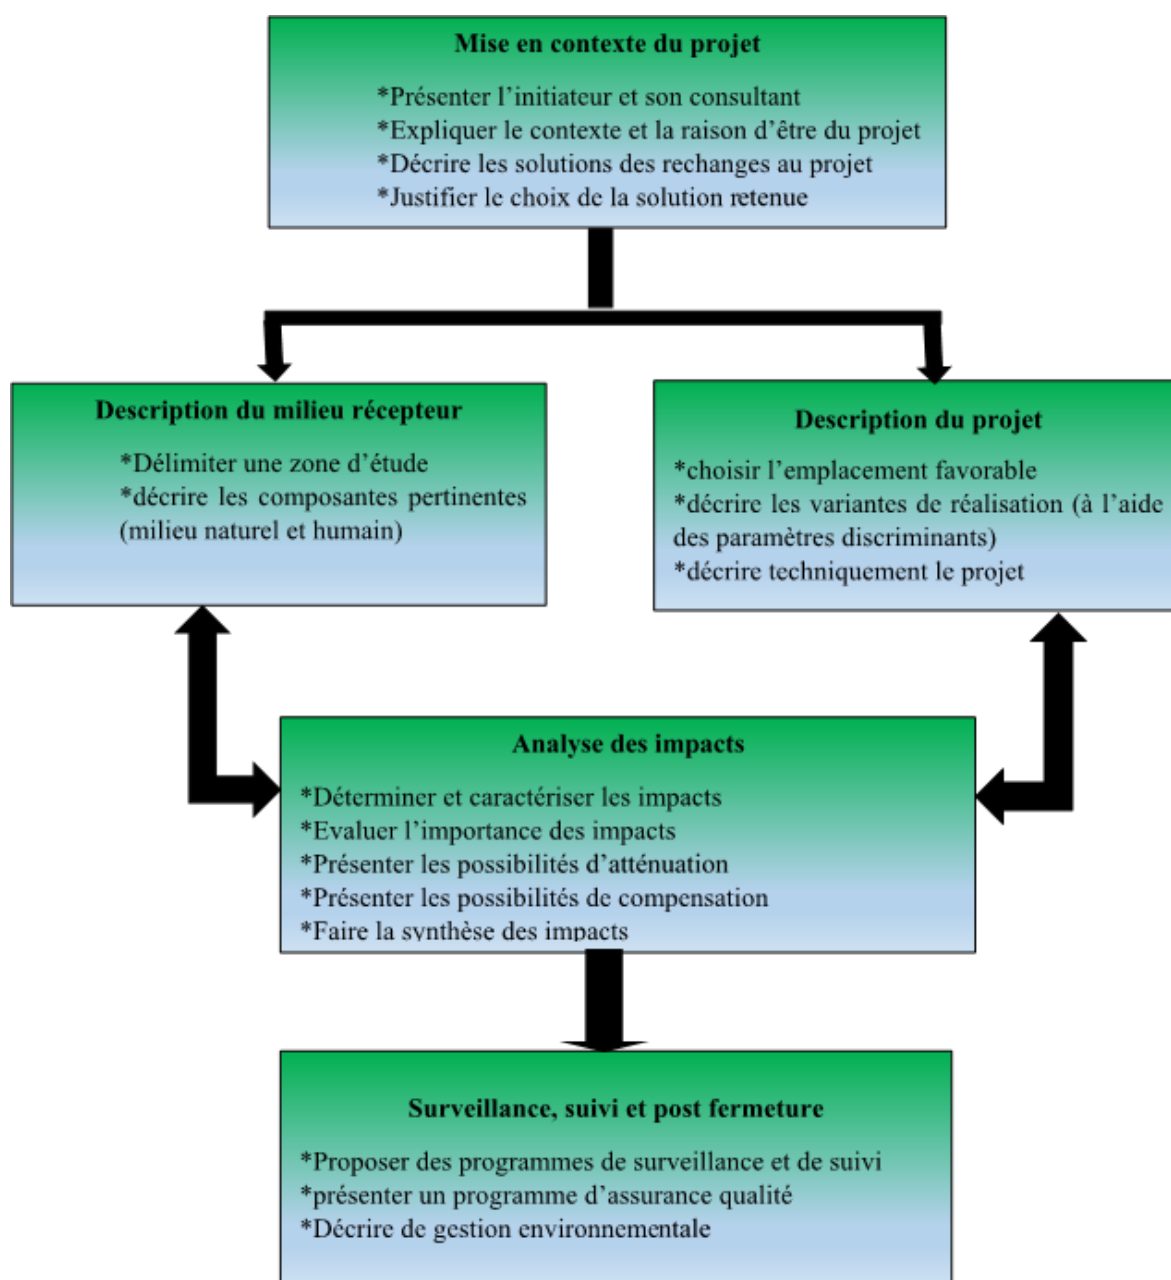 Mise en contexte du projet
*Présenter l’initiateur et son consultant
*Expliquer le contexte et la raison d’être du projet
*Décrire les solutions des rechanges au projet
*Justifier le choix de la solution retenue
Description du milieu récepteur
*Délimiter une zone d’étude
*décrire les composantes pertinentes
(milieu naturel et humain)
Description du projet
*choisir l’emplacement favorable
*décrire les variantes de réalisation (à l’aide
des paramètres discriminants)
*décrire techniquement le projet
Analyse des impacts
*Déterminer et caractériser les impacts
*Evaluer l’importance des impacts
*Présenter les possibilités d’atténuation
*Présenter les possibilités de compensation
*Faire la synthèse des impacts
Surveillance, suivi et post fermeture
*Proposer des programmes de surveillance et de suivi
*présenter un programme d’assurance qualité
*Décrire de gestion environnementale